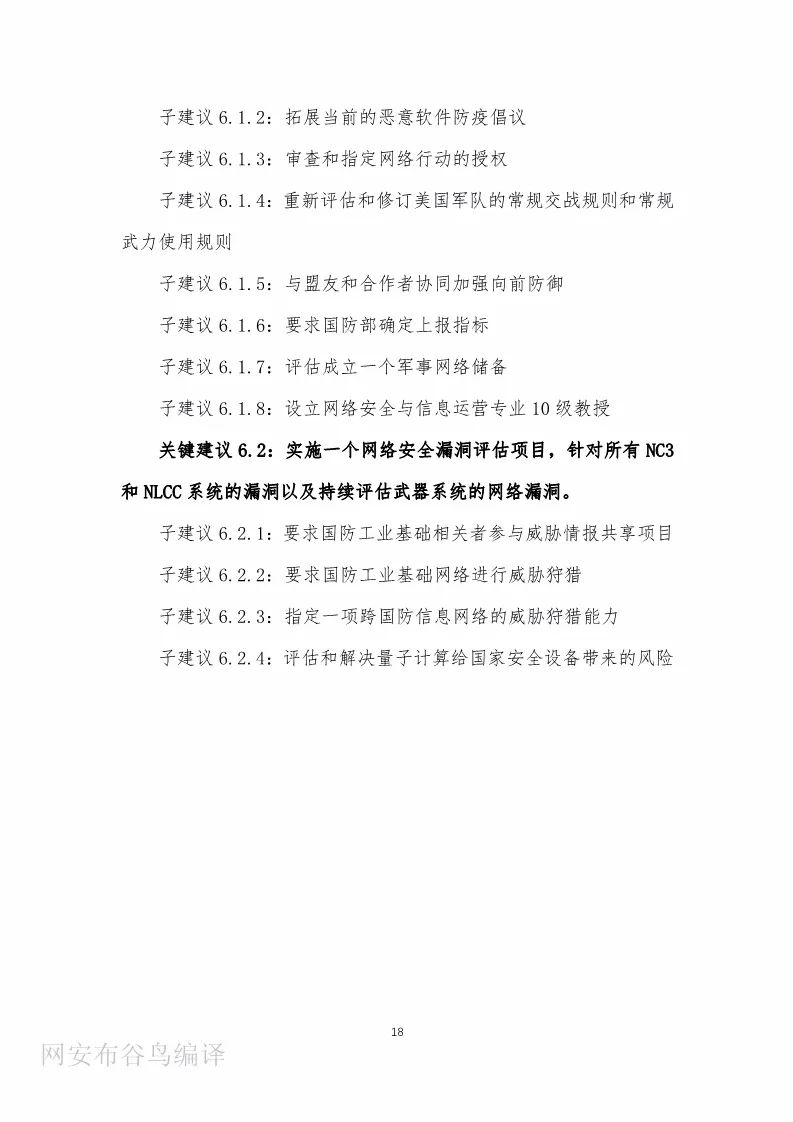 子建议 6.1.2：拓展当前的恶意软件防疫倡议
子建议 6.1.3：审查和指定网络行动的授权
子建议 6.1.4：重新评估和修订美国军队的常规交战规则和常规
武力使用规则
子建议 6.1.5：与盟友和合作者协同加强向前防御
子建议 6.1.6：要求国防部确定上报指标
子建议 6.1.7：评估成立一个军事网络储备
子建议 6.1.8：设立网络安全与信息运营专业 10 级教授
关键建议 6.2：实施一个网络安全漏洞评估项目，针对所有 NC3
和 NLCC 系统的漏洞以及持续评估武器系统的网络漏洞。
子建议 6.2.1：要求国防工业基础相关者参与威胁情报共享项目
子建议 6.2.2：要求国防工业基础网络进行威胁狩猎
子建议 6.2.3：指定一项跨国防信息网络的威胁狩猎能力
子建议 6.2.4：评估和解决量子计算给国家安全设备带来的风险
18
网安布谷鸟编译